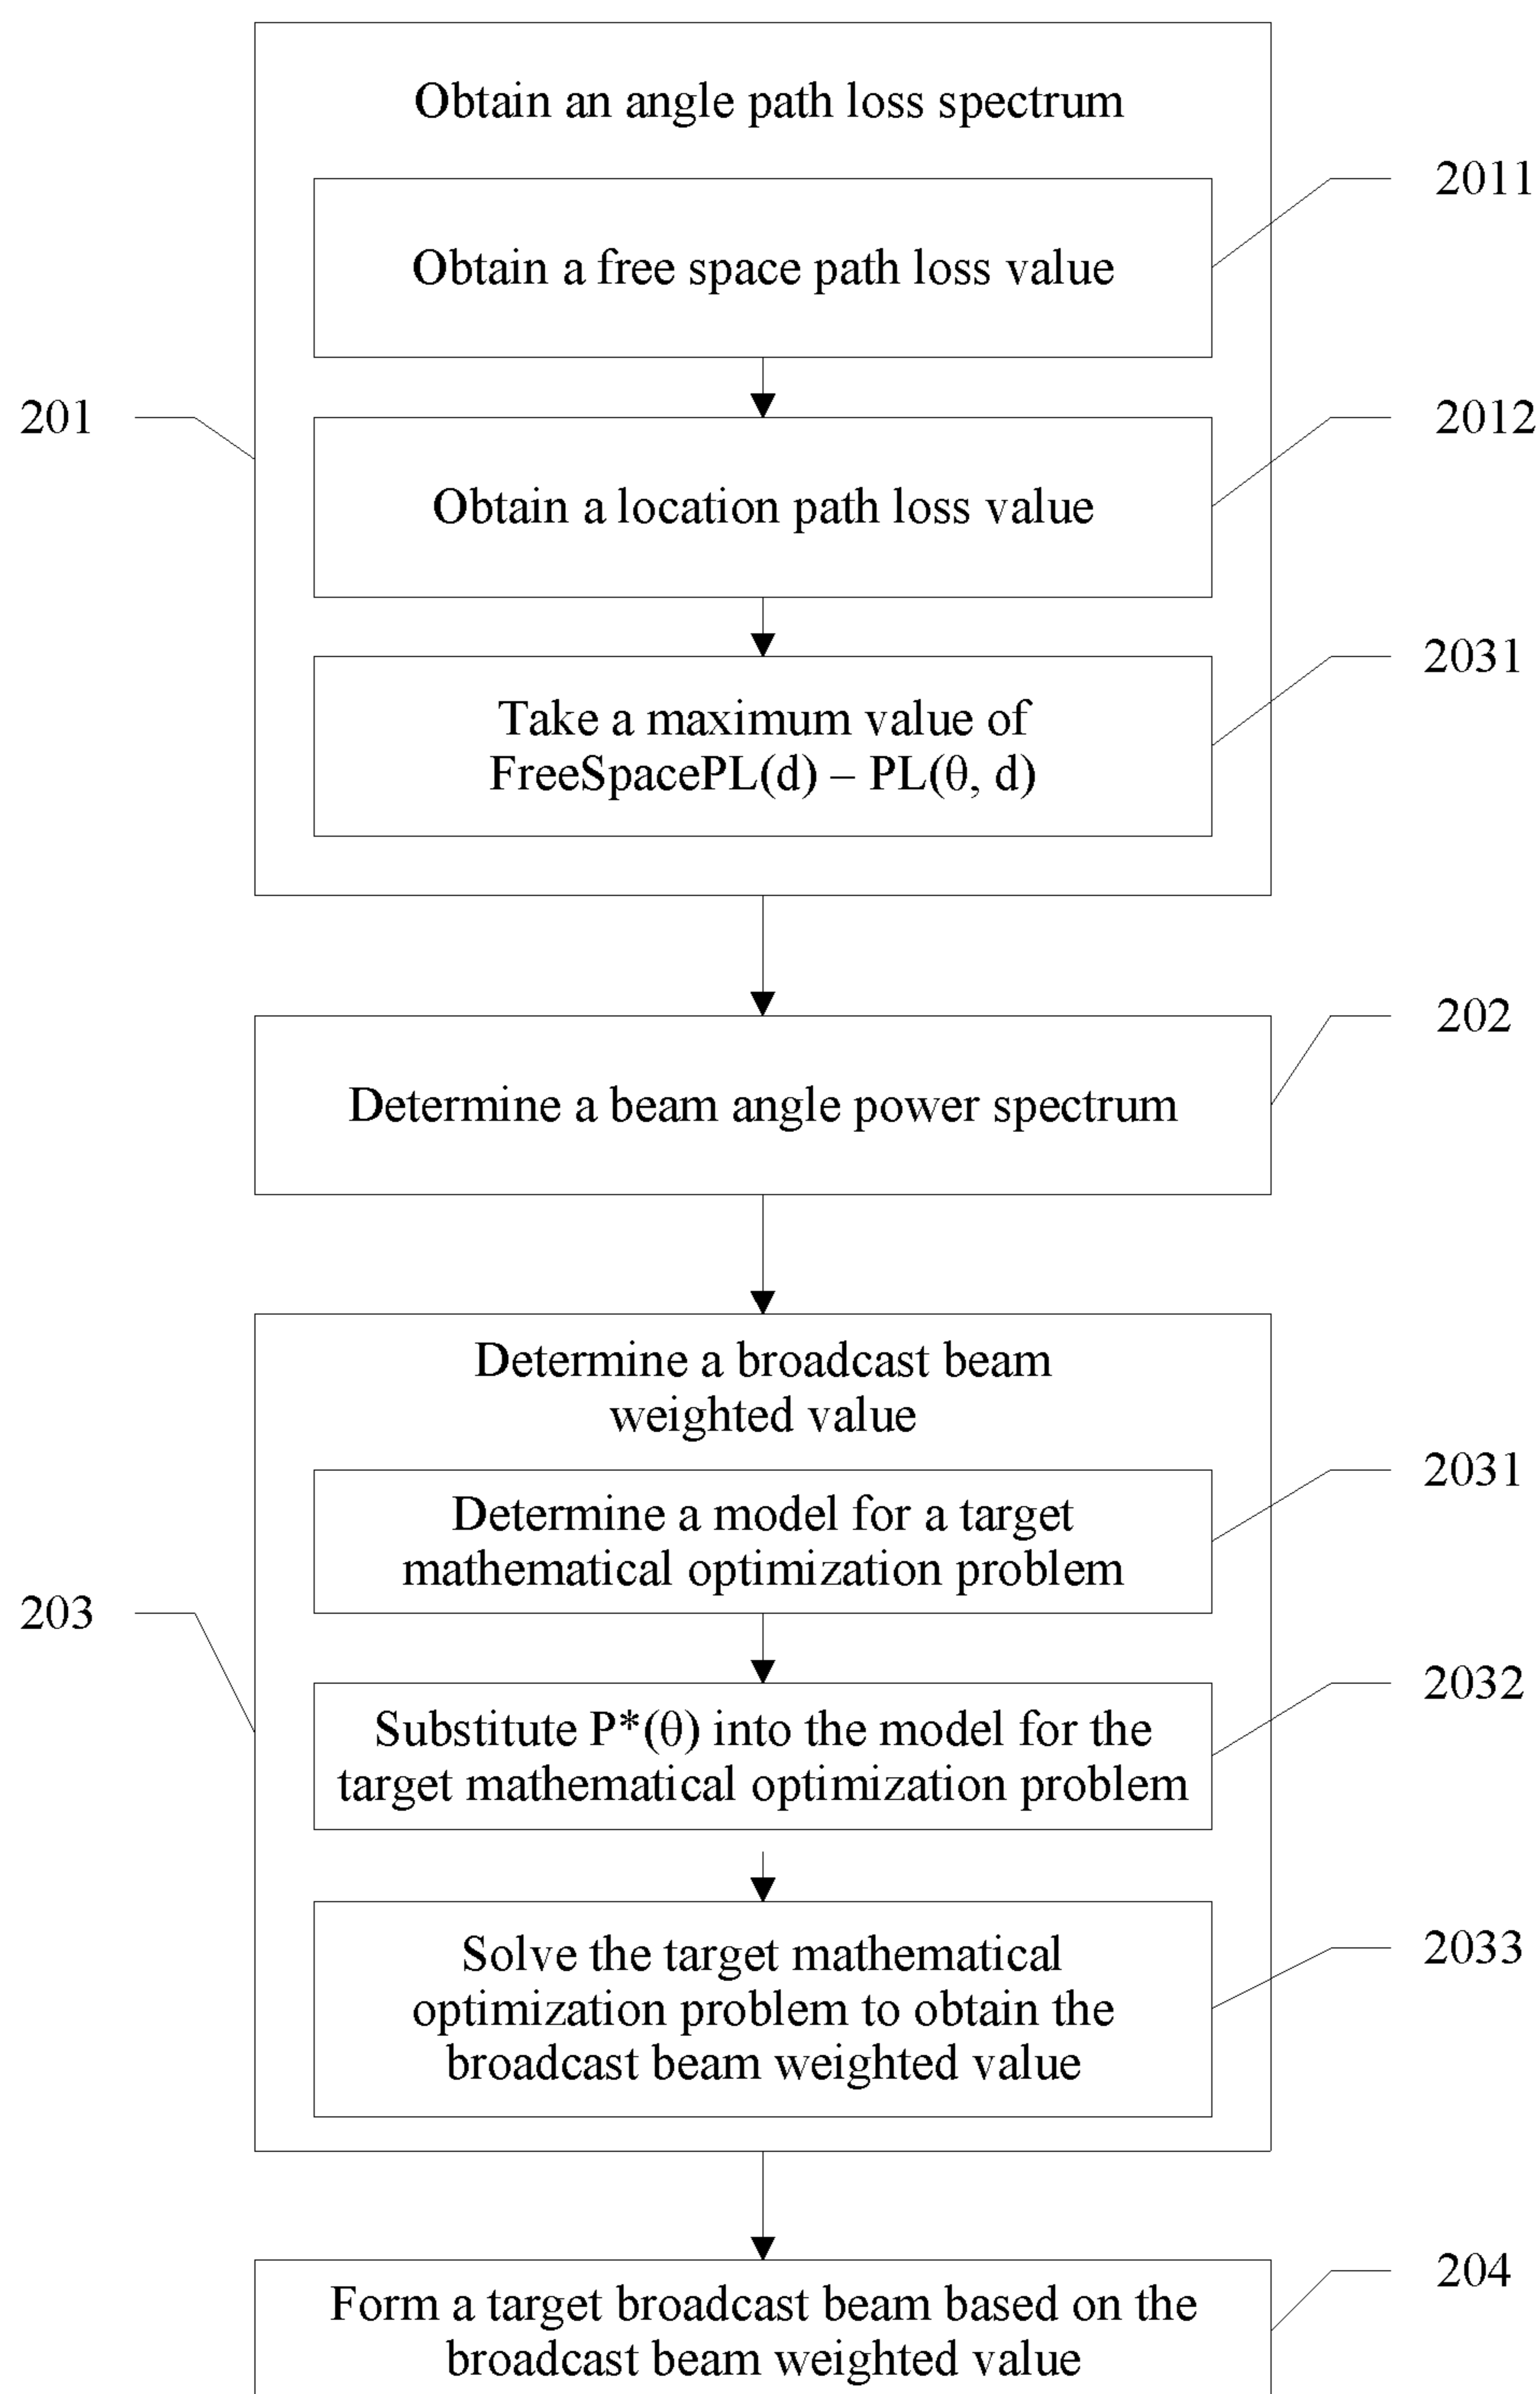 Obtain an angle path loss spectrum
2011
Obtain a free space path loss value
201
2012
Obtain a location path loss value
2031
Take a maximum value of
FreeSpacePL(d) – PL(θ, d)
202
Determine a beam angle power spectrum
Determine a broadcast beam
weighted value
2031
Determine a model for a target
mathematical optimization problem
203
2032
Substitute P*(θ) into the model for the
target mathematical optimization problem
2033
Solve the target mathematical
optimization problem to obtain the
broadcast beam weighted value
204
Form a target broadcast beam based on the
broadcast beam weighted value